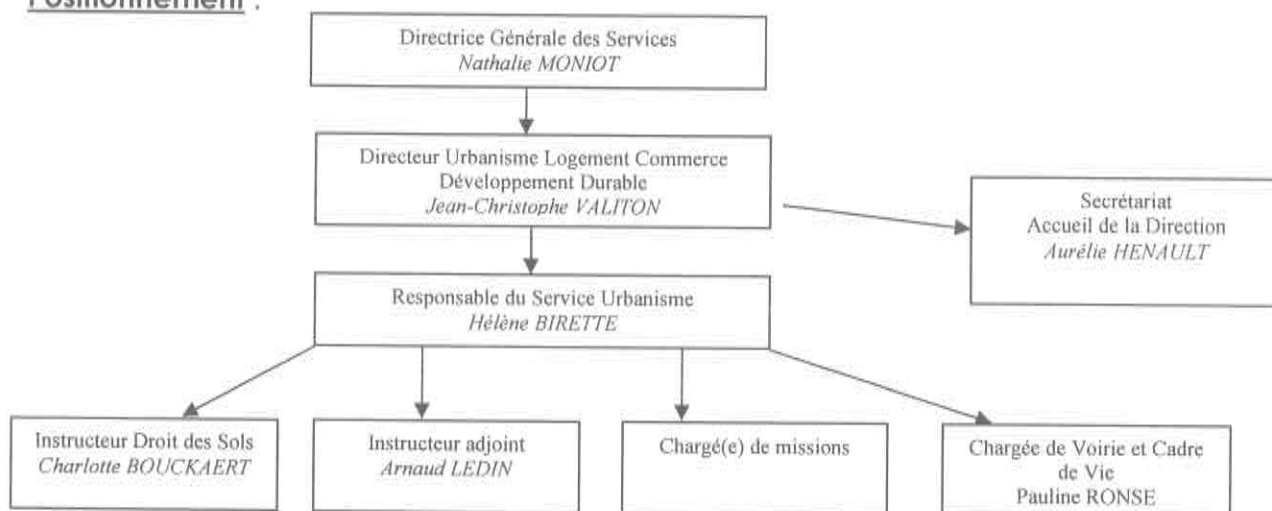 Positionnement :
Directrice Générale des Services
Nathalie MONIOT
Directeur Urbanisme Logement Commerce
Développement Durable
Jean-Christophe VALITON
Secrétariat
Accueil de la Direction
Aurélie HENAULT
Responsable du Service Urbanisme
Hélène BIRETTE
Instructeur Droit des Sols
Charlotte BOUCKAERT
Instructeur adjoint
Arnaud LEDIN
Chargé(e) de missions
Chargée de Voirie et Cadre
de Vie
Pauline RONSE